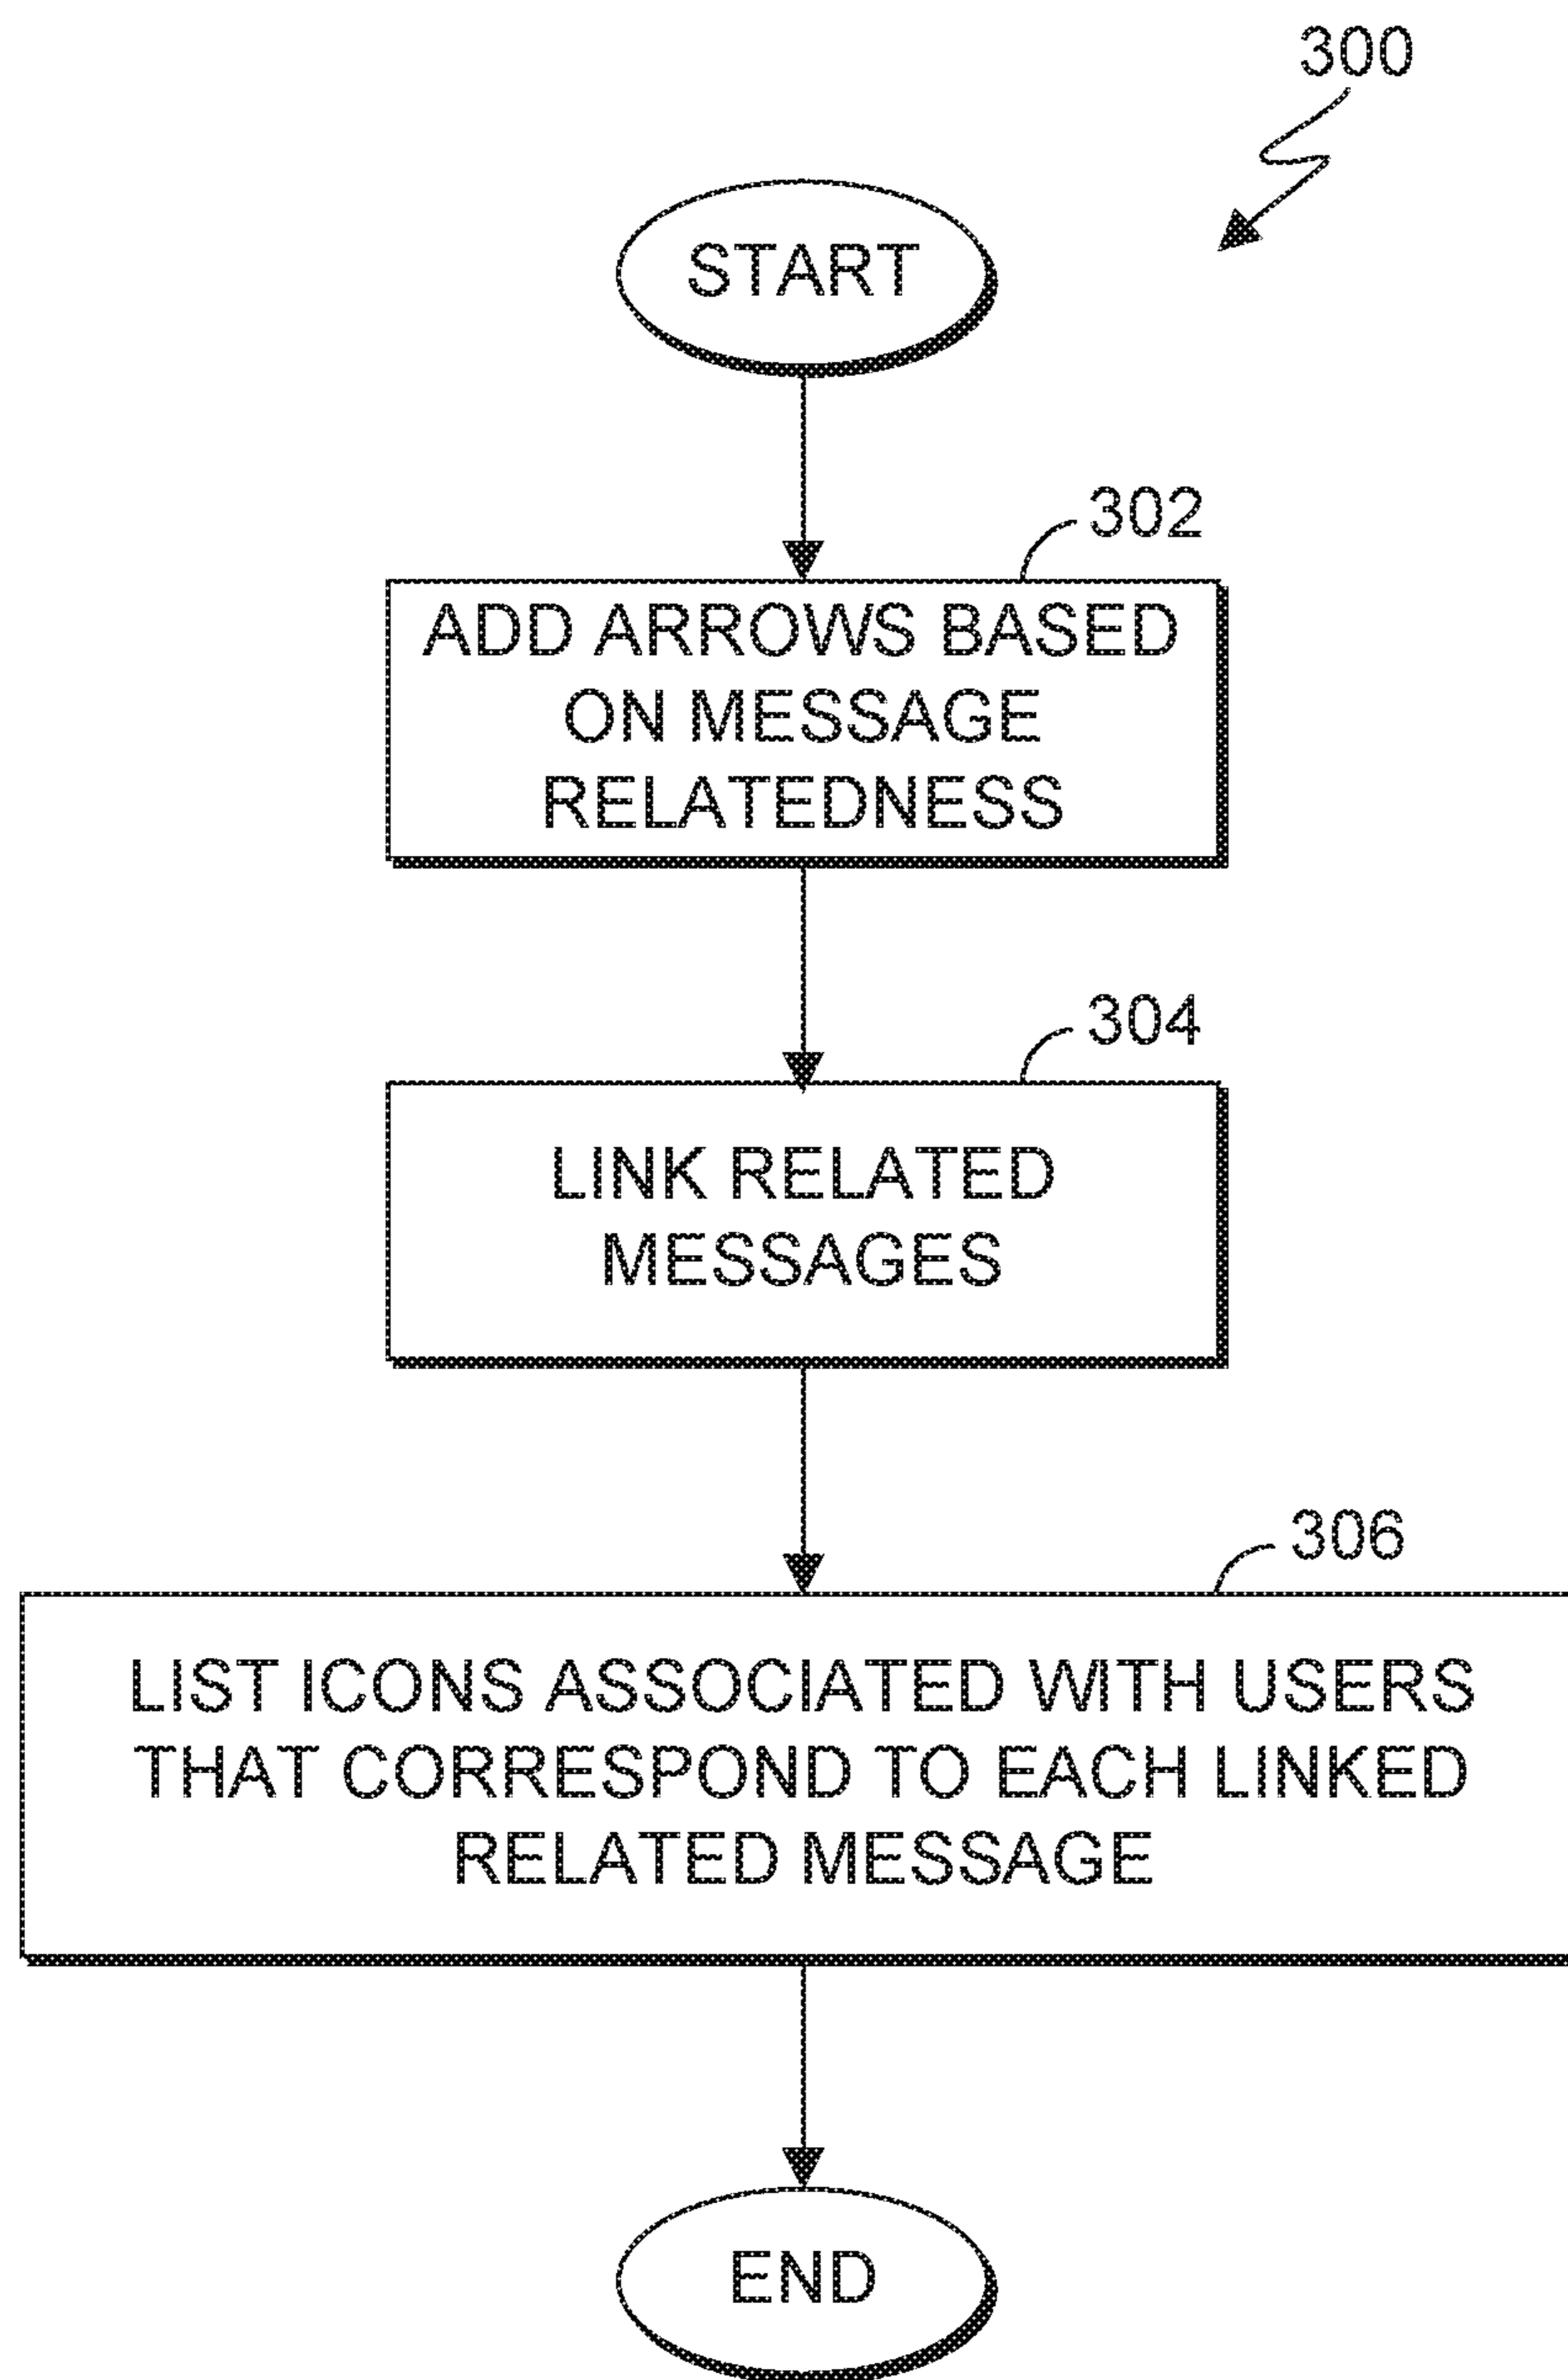 300
START
302
ADD ARROWS BASED
ON MESSAGE
RELATEDNESS
304
LINK RELATED
MESSAGES
306
LIST ICONS ASSOCIATED WITH USERS
THAT CORRESPOND TO EACH LINKED
RELATED MESSAGE
END